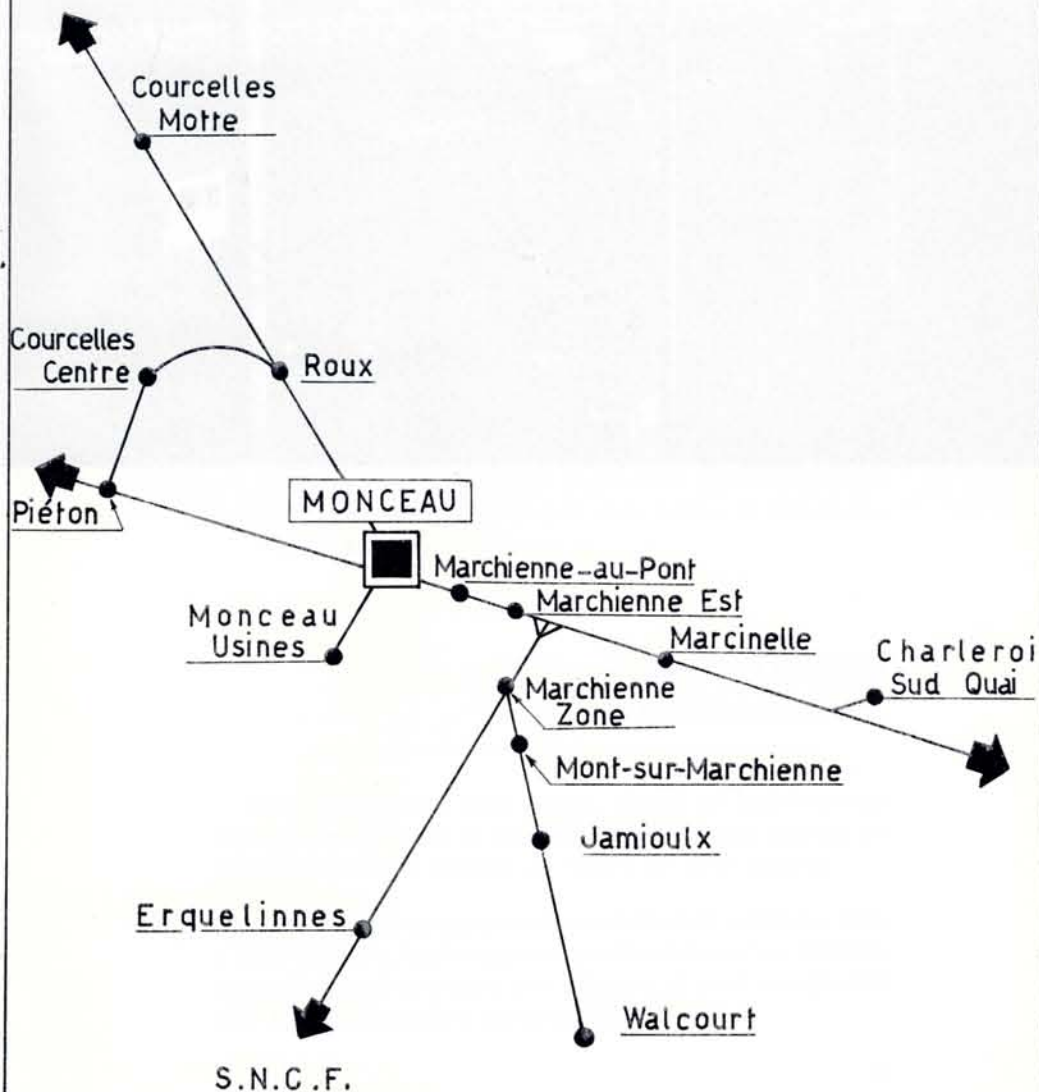 Courcelles
Motte
Courcelles
Centre
Roux
Piéton
MONCEAU
Marchienne-au-Pont
Marchienne Est
Monceau
Usines
Marcinelle
Charleroi
Sud Quai
Marchienne
Zone
Mont-sur-Marchienne
Jamioulx
Erquelinnes
Walcourt
S.N.C.F.